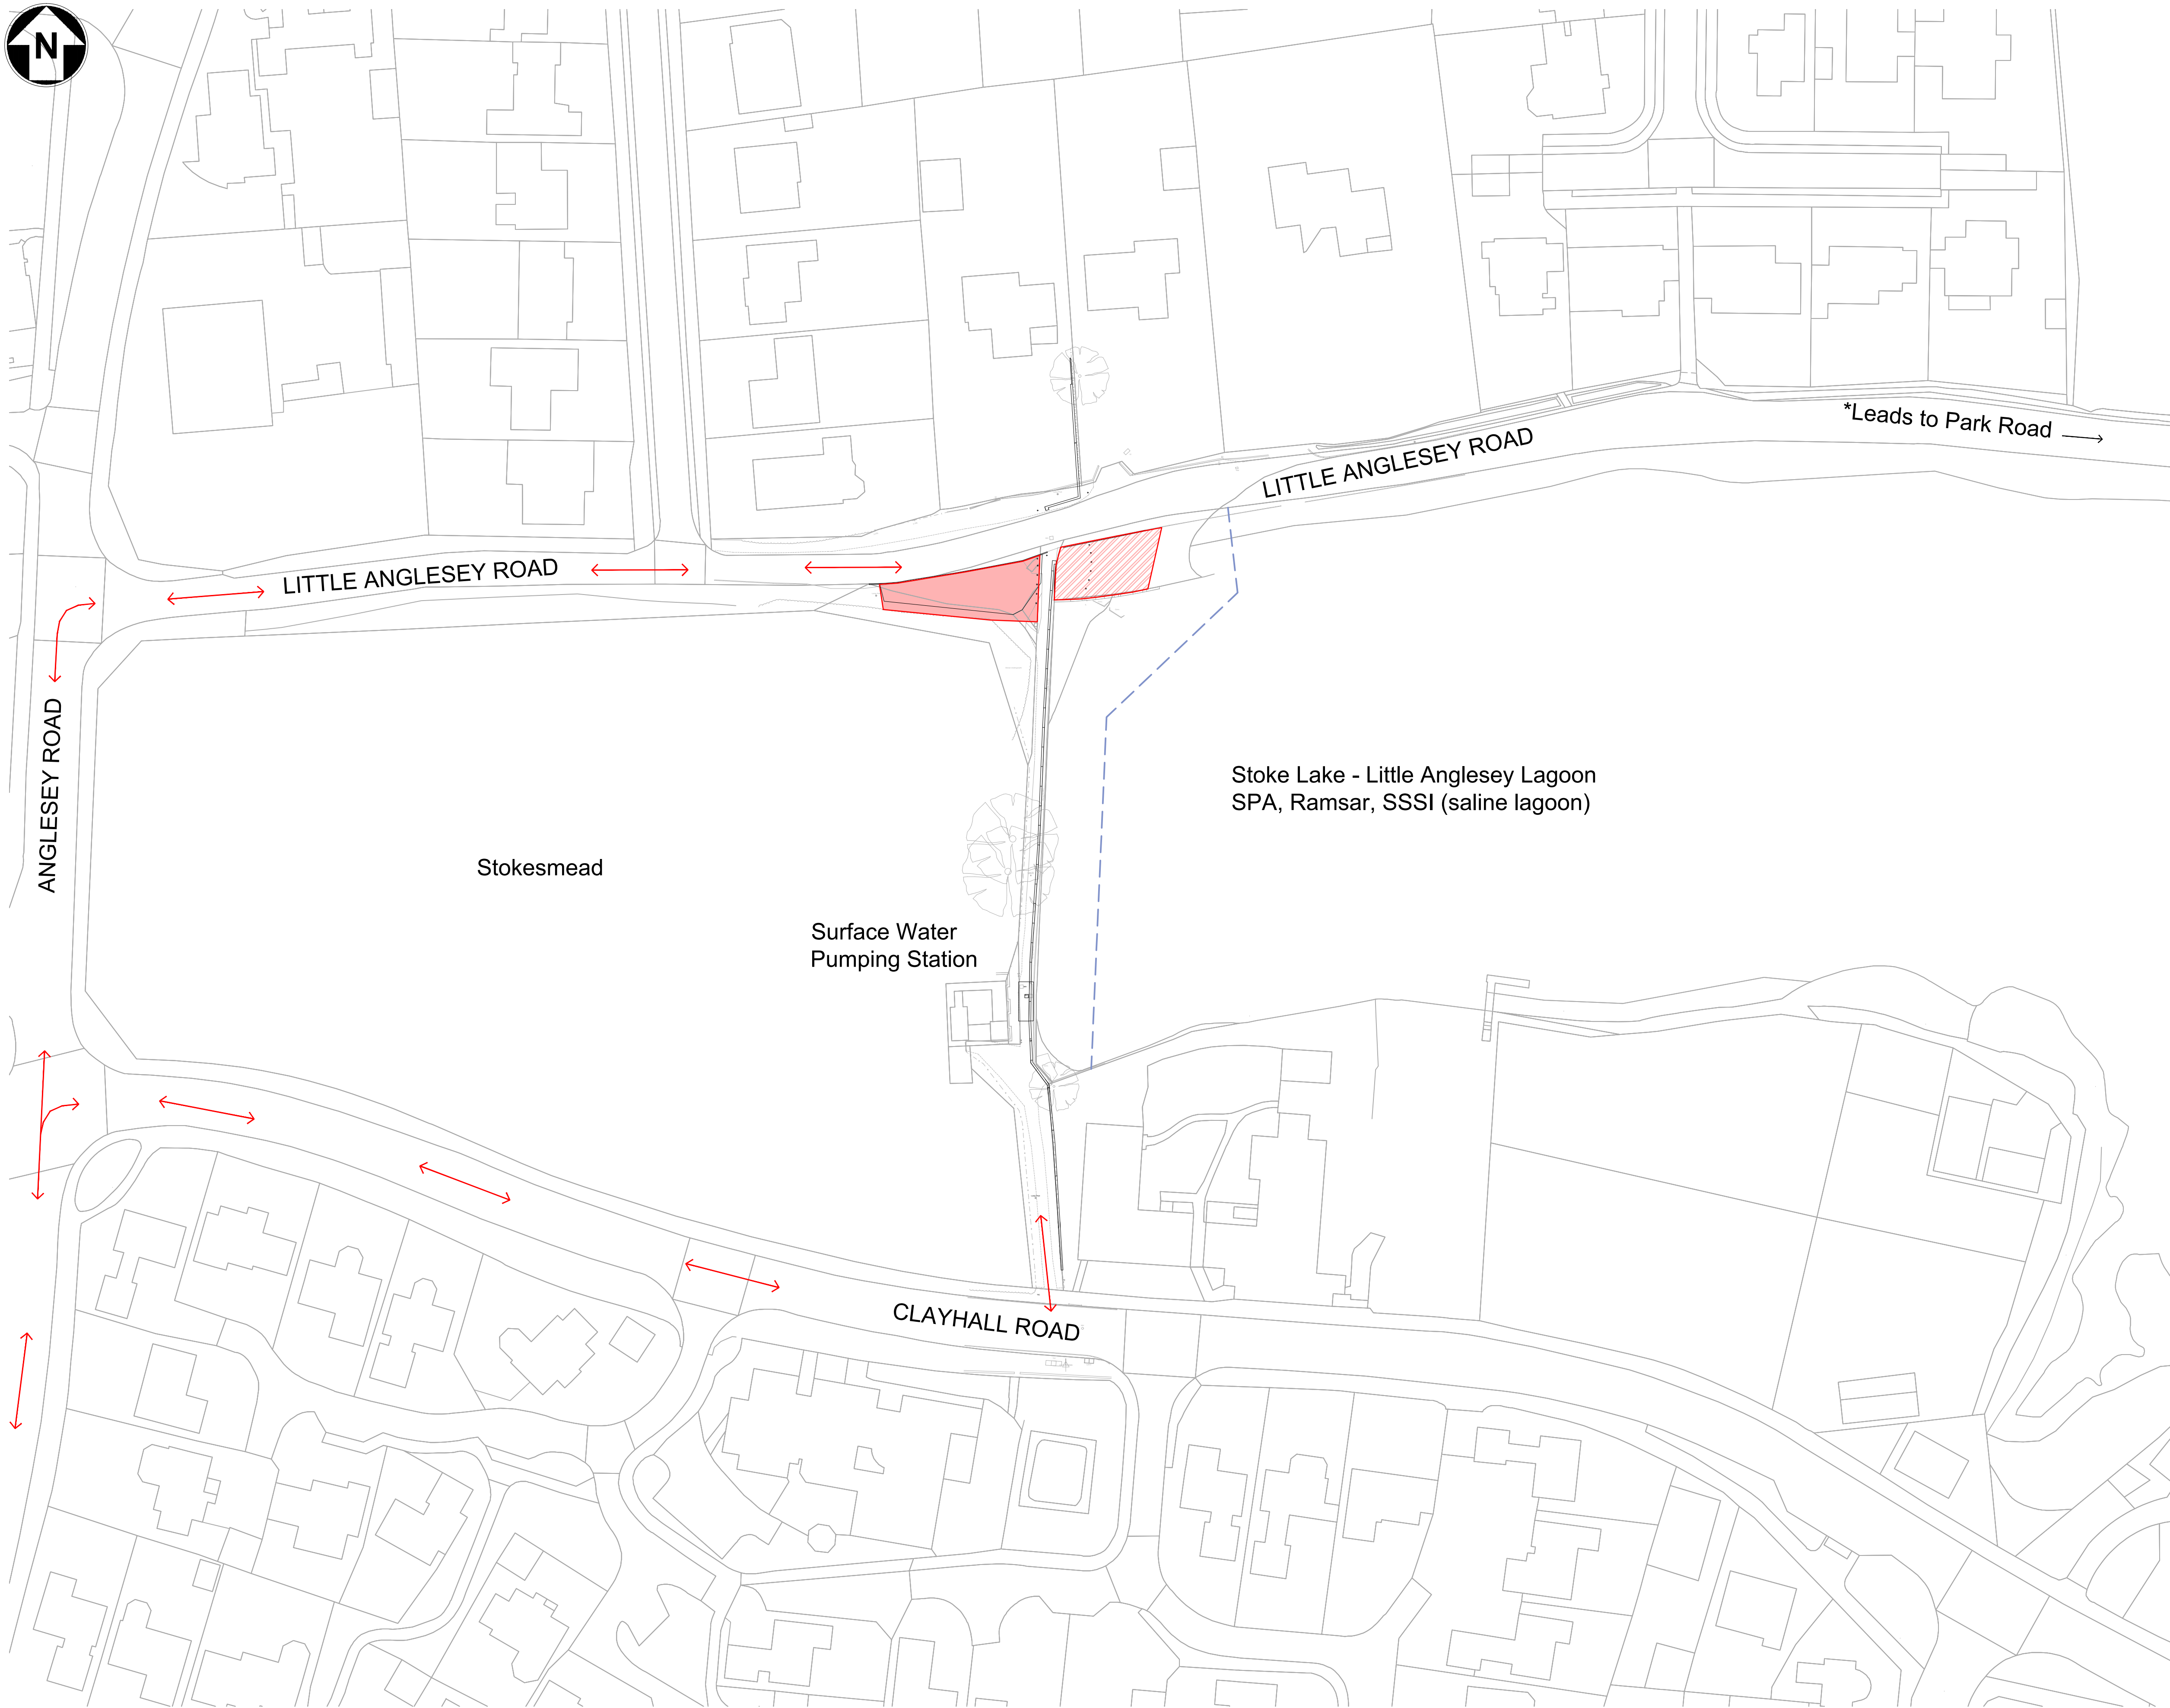 N
*Leads to Park Road
LITTLE ANGLESEY ROAD
LITTLE ANGLESEY ROAD
ANGLESEY ROAD
Stoke Lake - Little Anglesey Lagoon
SPA, Ramsar, SSSI (saline lagoon)
Stokesmead
Surface Water
Pumping Station
CLAYHALL ROAD